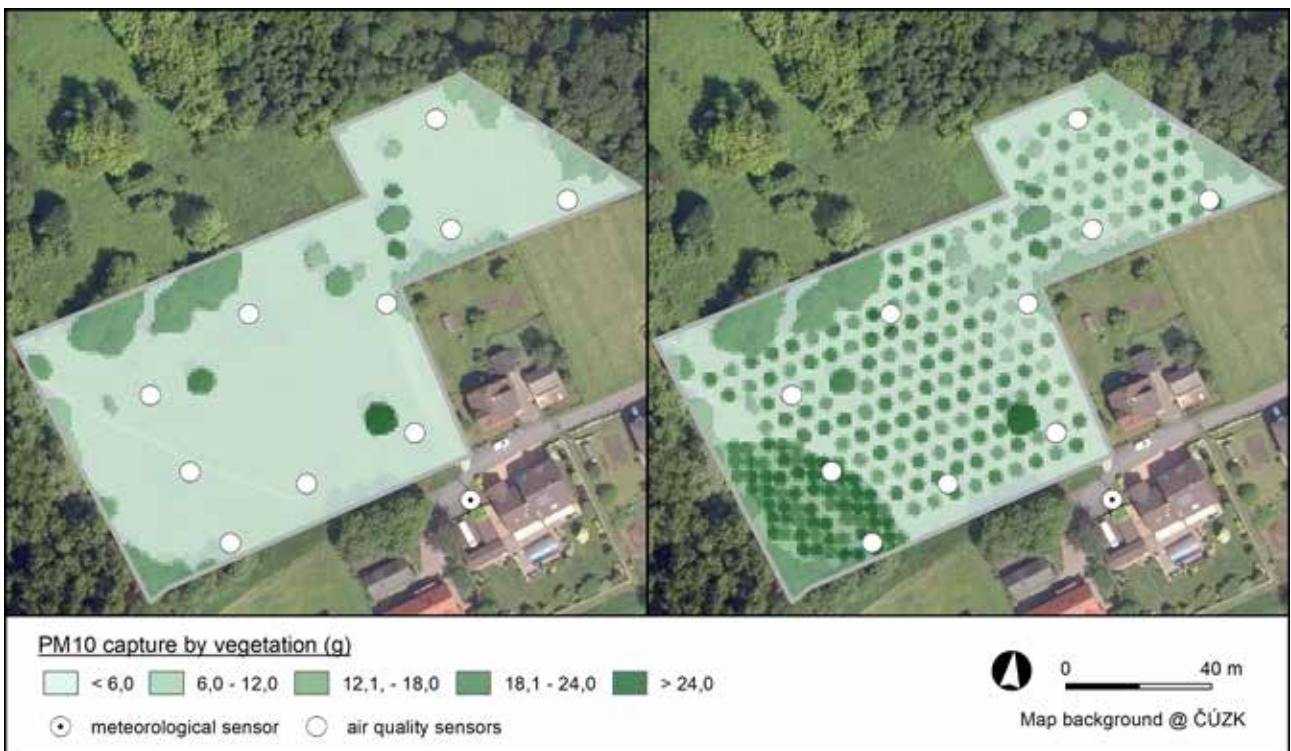 PM10 capture by vegetation (g)
< 6,0 6,0 - 12,0 12,1, - 18,0 18,1 - 24,0 > 24,0
meteorological sensor air quality sensors
0 40 m
Map background @ ČÚZK